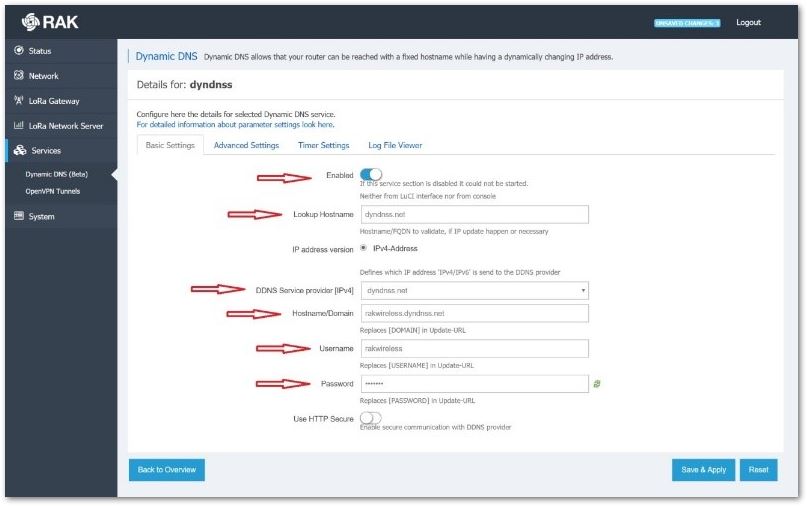 RAK
UNSAVED CHANGES: 1
Logout
Status
Network
LoRa Gateway
LoRa Network Server
Services
Dynamic DNS (Beta)
OpenVPN Tunnels
System
Dynamic DNS Dynamic DNS allows that your router can be reached with a fixed hostname while having a dynamically changing IP address.
Details for: dyndnss
Configure here the details for selected Dynamic DNS service.
For detailed information about parameter settings look here.
Basic Settings Advanced Settings Timer Settings Log File Viewer
Enabled
If this service section is disabled it could not be started.
Neither from LuCI interface nor from console
Lookup Hostname dyndnss.net
Hostname/FQDN to validate, if IP update happen or necessary
IP address version IPv4-Address
Defines which IP address 'IPv4/IPv6' is send to the DDNS provider
DDNS Service provider [IPv4] dyndnss.net
Hostname/Domain rakwireless.dyndnss.net
Replaces [DOMAIN] in Update-URL
Username rakwireless
Replaces [USERNAME] in Update-URL
Password •••••••
Replaces [PASSWORD] in Update-URL
Use HTTP Secure
Enable secure communication with DDNS provider
Back to Overview Save & Apply Reset